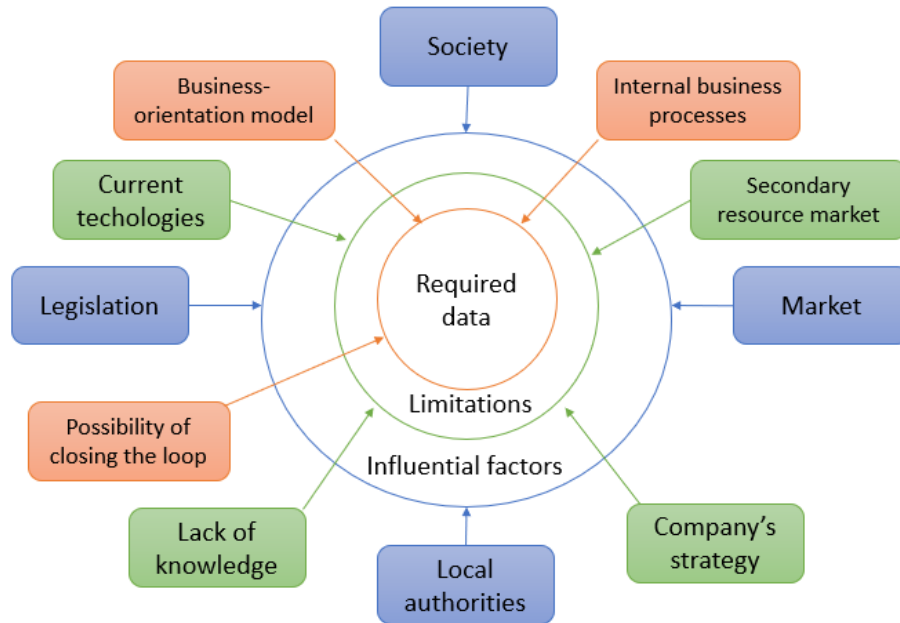 Society
Business-
orientation model
Internal business
processes
Current
techologies
Secondary
resource market
Legislation
Required
data
Market
Limitations
Possibility of
closing the loop
Influential factors
Lack of
knowledge
Company's
strategy
Local
authorities